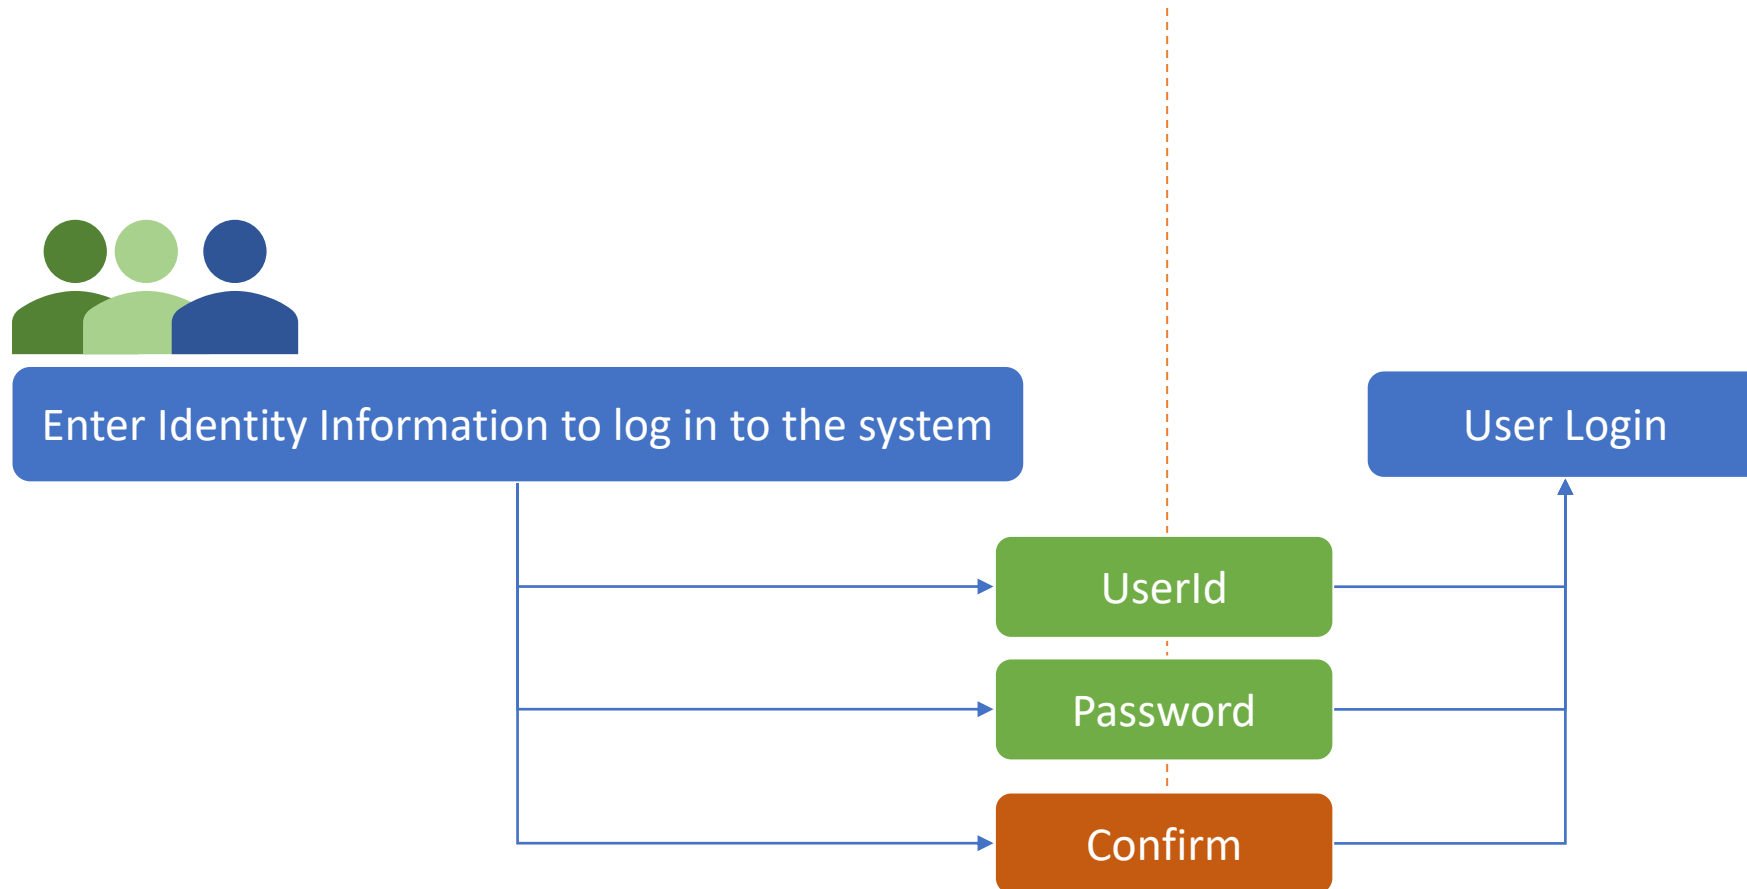 Enter Identity Information to log in to the system
User Login
UserId
Password
Confirm